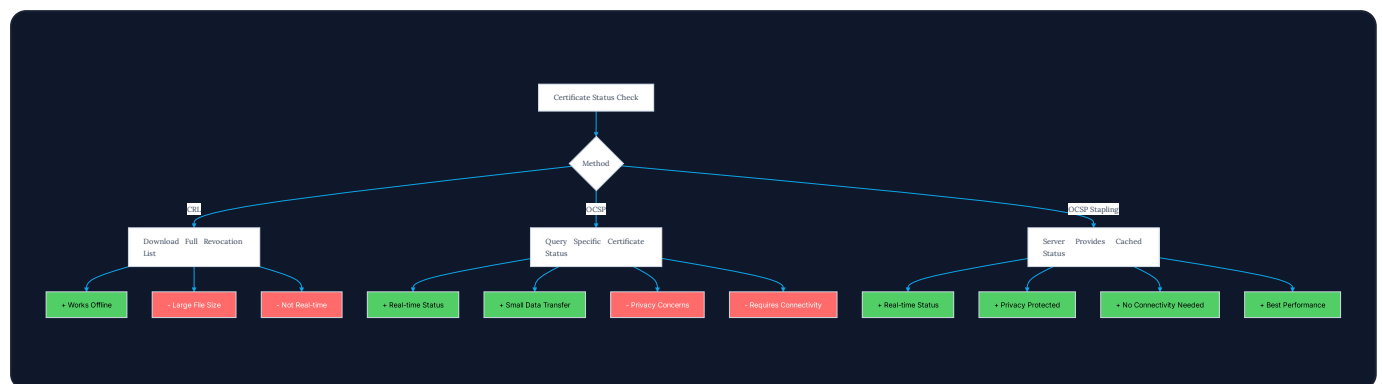 Certificate Status Check
Method
CRL
OCSP
OCSP Stapling
Download Full Revocation
List
Query Specific Certificate
Status
Server Provides Cached
Status
+ Works Offline
- Large File Size
- Not Real-time
+ Real-time Status
+ Small Data Transfer
- Privacy Concerns
- Requires Connectivity
+ Real-time Status
+ Privacy Protected
+ No Connectivity Needed
+ Best Performance